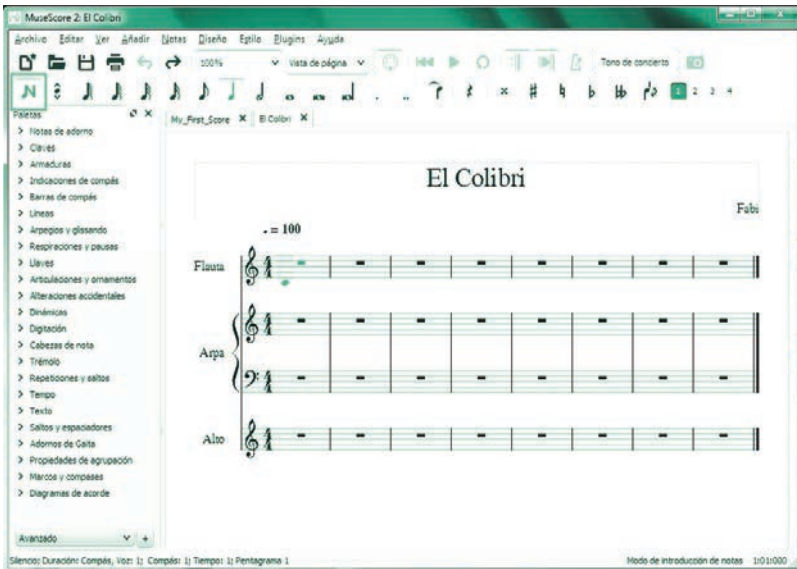 MuseScore 2: El Colibri
Archivo Editar Ver Añadir Notas Diseño Estilo Plugins Ayuda
100% vista de página Tono de concierto
1 2 3 4
Paletas
My_First_Score X El Colibri X
> Notas de adorno
> Claves
> Armaduras
> Indicaciones de compás
> Barras de compás
> Líneas
> Arpegios y glissando
> Respiraciones y pausas
> Llaves
> Articulaciones y ornamentos
> Alteraciones accidentales
> Dinámicas
> Digitación
> Cabezas de nota
> Trémolo
> Repeticiones y saltos
> Tempo
> Texto
> Saltos y espaciadores
> Adornos de Gaita
> Propiedades de agrupación
> Marcos y compases
> Diagramas de acorde
Avanzado
El Colibri
Fabi
= 100
Flauta
Arpa
Alto
Silencio; Duración: Compás, Voz: 1; Compás: 1; Tiempo: 1; Pentagrama 1 Modo de introducción de notas 1:01:000